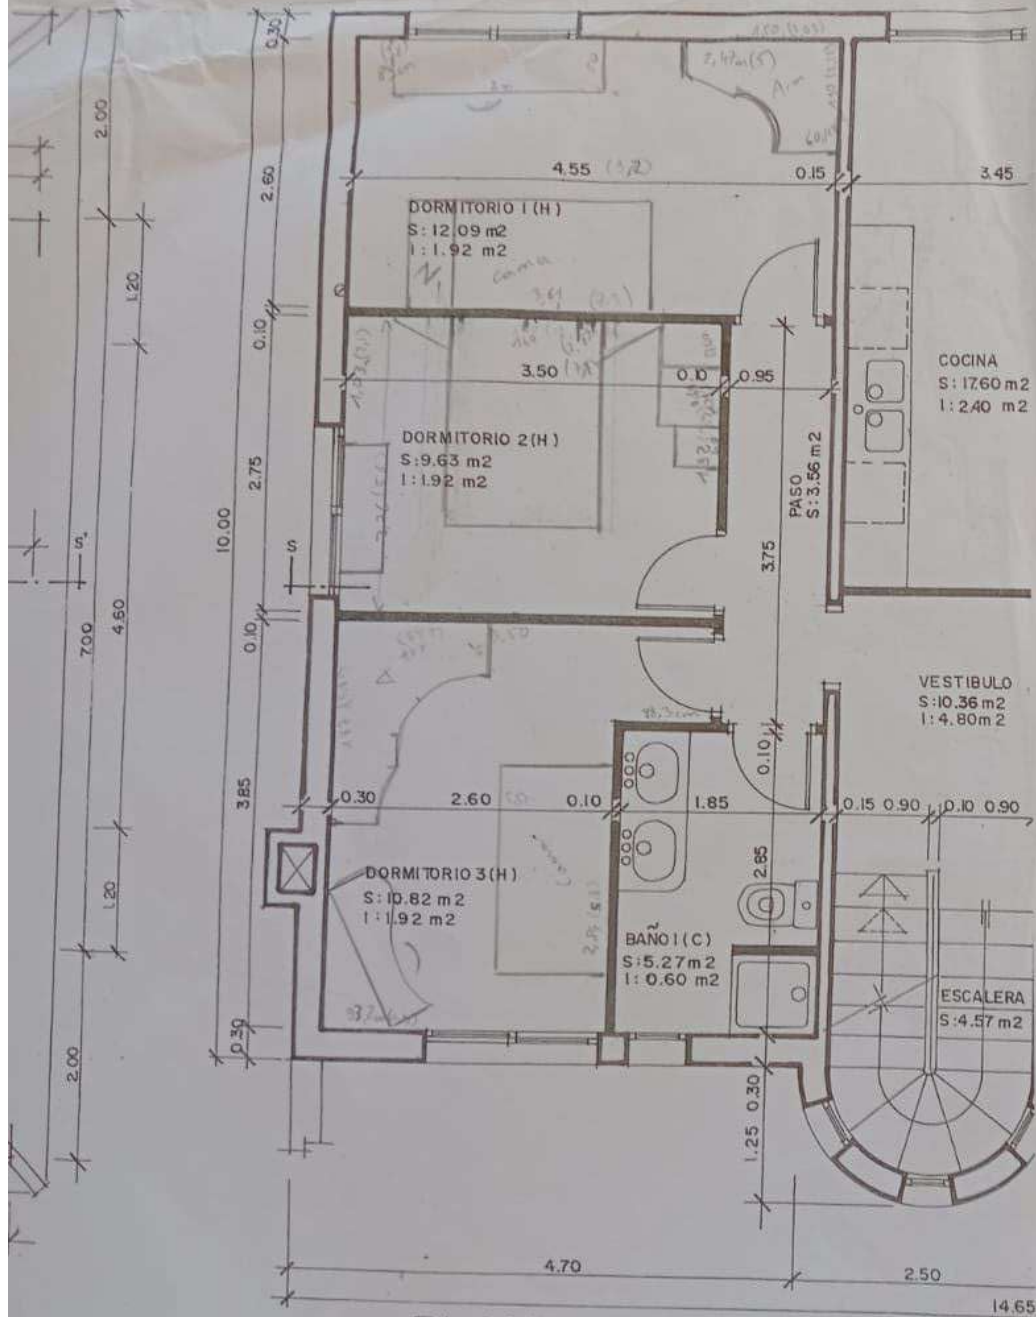 0.30
2.00
2.60
4.55
0.15
3.45
2,47m(5)
DORMITORIO 1 (H)
S: 12.09 m2
I: 1.92 m2
cama
1.20
0.10
3.50
0.10
0.95
COCINA
S: 17.60 m2
I: 2.40 m2
DORMITORIO 2 (H)
S: 9.63 m2
I: 1.92 m2
2.75
PASO
S: 3.56 m2
10.00
S
S
3.75
4.60
7.00
0.10
VESTIBULO
S: 10.36 m2
I: 4.80 m2
0.10
3.85
0.30
2.60
0.10
1.85
0.15
0.90
0.10
0.90
2.85
DORMITORIO 3 (H)
S: 10.82 m2
I: 1.92 m2
1.20
BAÑO 1 (C)
S: 5.27 m2
I: 0.60 m2
ESCALERA
S: 4.57 m2
0.30
2.00
0.30
1.25
4.70
2.50
14.65